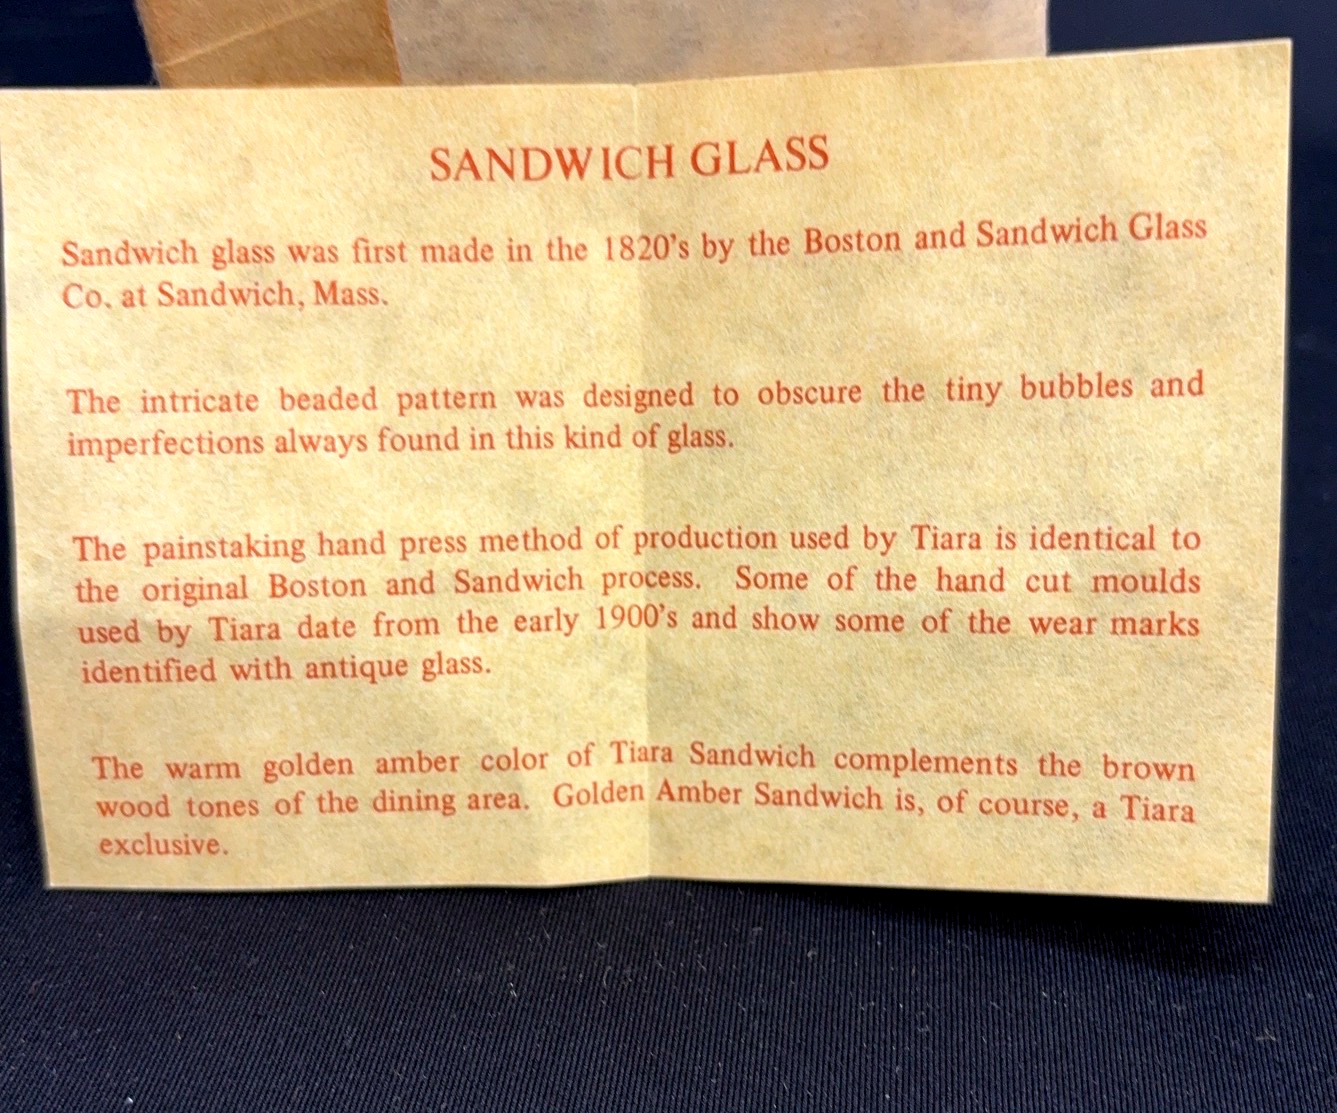 SANDWICH GLASS
Sandwich glass was first made in the 1820's by the Boston and Sandwich Glass
Co. at Sandwich, Mass.
The intricate beaded pattern was designed to obscure the tiny bubbles and
imperfections always found in this kind of glass.
The painstaking hand press method of production used by Tiara is identical to
the original Boston and Sandwich process. Some of the hand cut moulds
used by Tiara date from the early 1900's and show some of the wear marks
identified with antique glass.
The warm golden amber color of Tiara Sandwich complements the brown
wood tones of the dining area. Golden Amber Sandwich is, of course, a Tiara
exclusive.